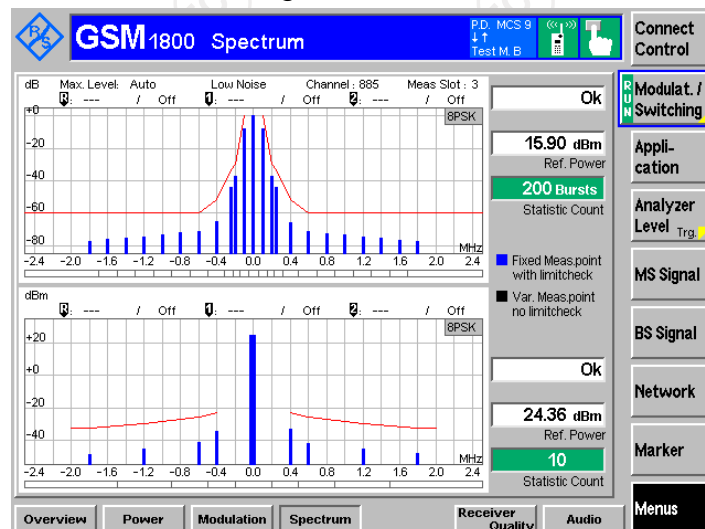 R&S
GSM 1800 Spectrum
P.D. MCS 9
Test M. B
Connect Control
RUN
Modulat. / Switching
Appli-
cation
Analyzer Level Trg.
MS Signal
BS Signal
Network
Marker
Menus
dB Max. Level: Auto Low Noise Channel : 885 Meas Slot : 3
R: --- / Off 1: --- / Off 2: --- / Off
8PSK
+0
-20
-40
-60
-80
MHz
-2.4 -2.0 -1.6 -1.2 -0.8 -0.4 0.0 0.4 0.8 1.2 1.6 2.0 2.4
Ok
15.90 dBm
Ref. Power
200 Bursts
Statistic Count
Fixed Meas.point
with limitcheck
Var. Meas.point
no limitcheck
dBm
R: --- / Off 1: --- / Off 2: --- / Off
8PSK
+20
+0
-20
-40
MHz
-2.4 -2.0 -1.6 -1.2 -0.8 -0.4 0.0 0.4 0.8 1.2 1.6 2.0 2.4
Ok
24.36 dBm
Ref. Power
10
Statistic Count
Overview Power Modulation Spectrum Receiver Quality Audio